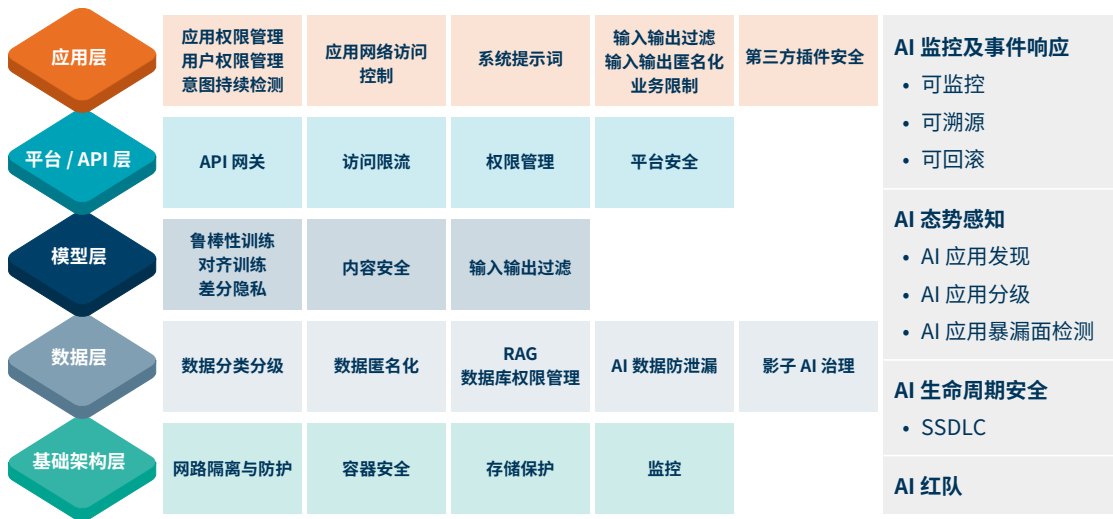 应用层
应用权限管理
用户权限管理
意图持续检测
应用网络访问
控制
系统提示词
输入输出过滤
输入输出匿名化
业务限制
第三方插件安全
平台 / API 层
API 网关
访问限流
权限管理
平台安全
模型层
鲁棒性训练
对齐训练
差分隐私
内容安全
输入输出过滤
数据层
数据分类分级
数据匿名化
RAG
数据库权限管理
AI 数据防泄漏
影子 AI 治理
基础架构层
网路隔离与防护
容器安全
存储保护
监控
AI 监控及事件响应
• 可监控
• 可溯源
• 可回滚
AI 态势感知
• AI 应用发现
• AI 应用分级
• AI 应用暴漏面检测
AI 生命周期安全
• SSDLC
AI 红队